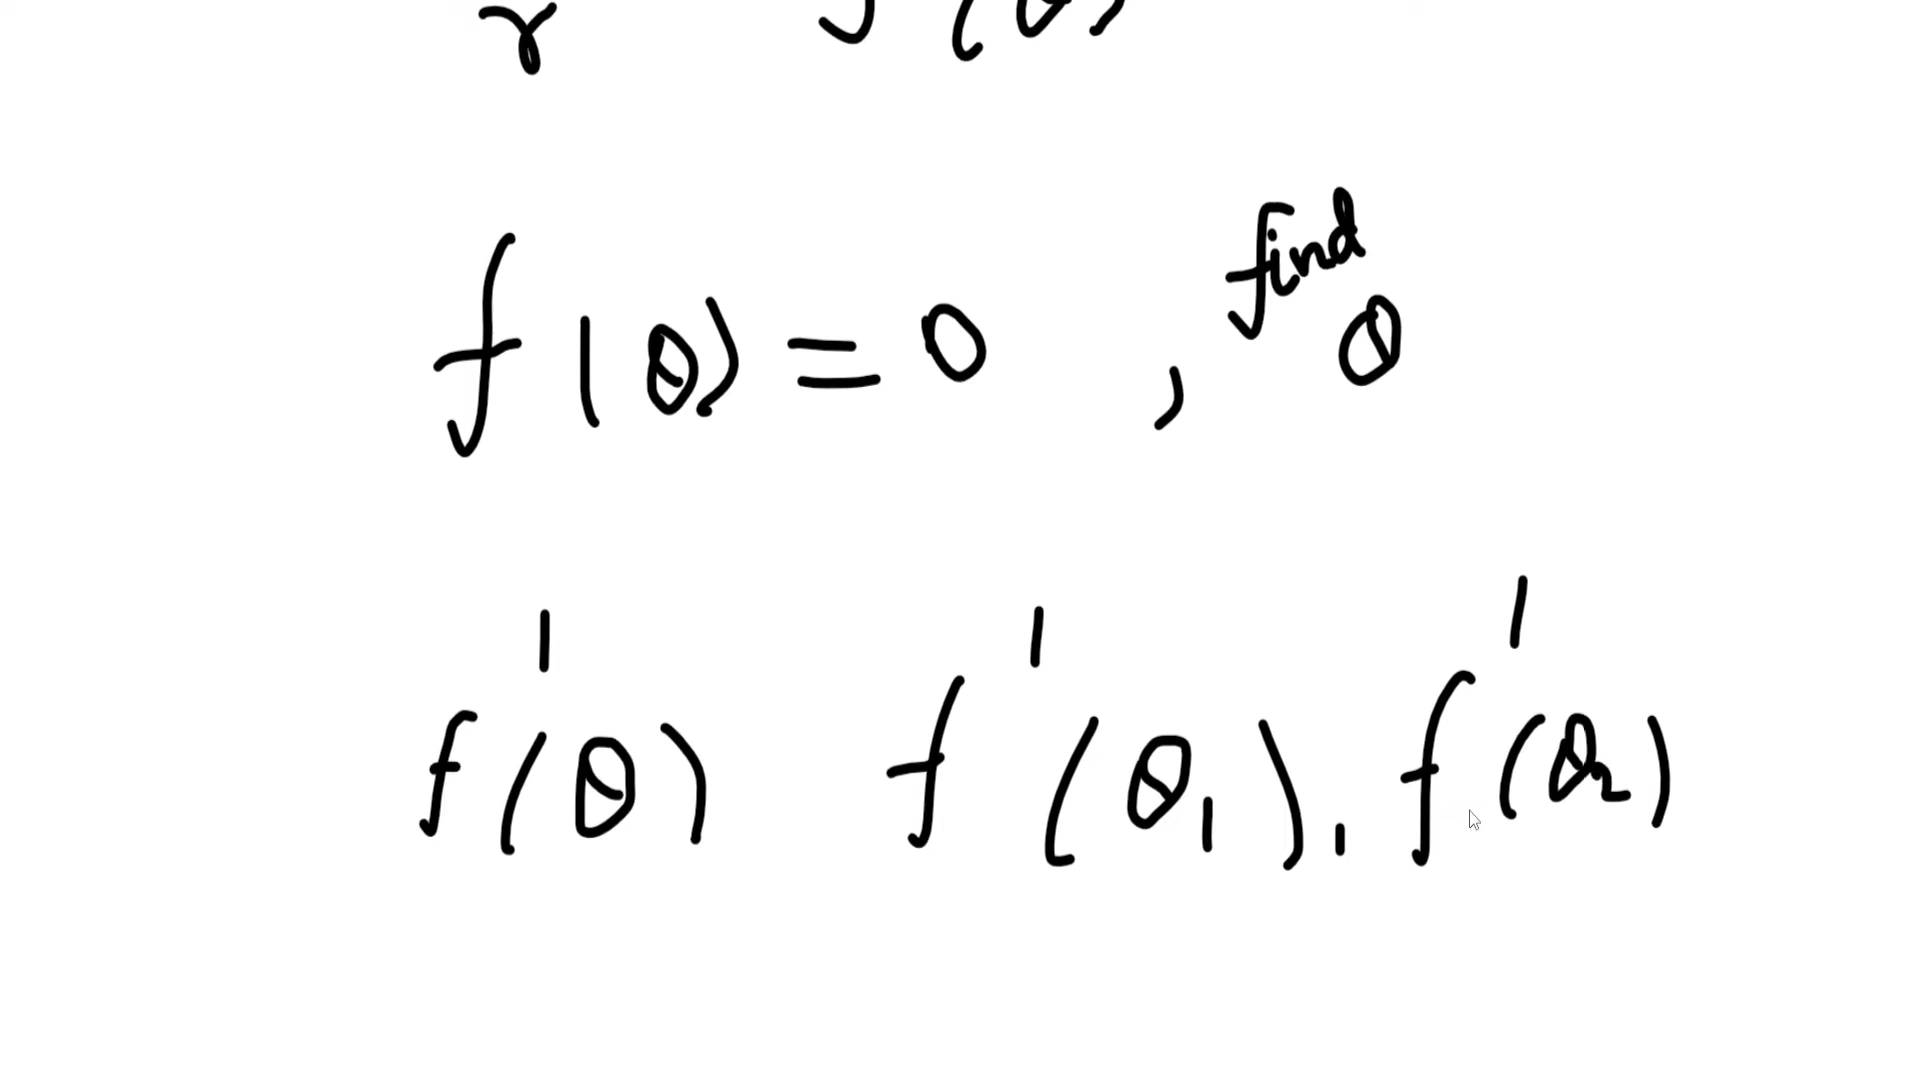 r f(θ)
f(θ) = 0 , find θ
f'(θ) f'(θ₁), f'(θ₂)